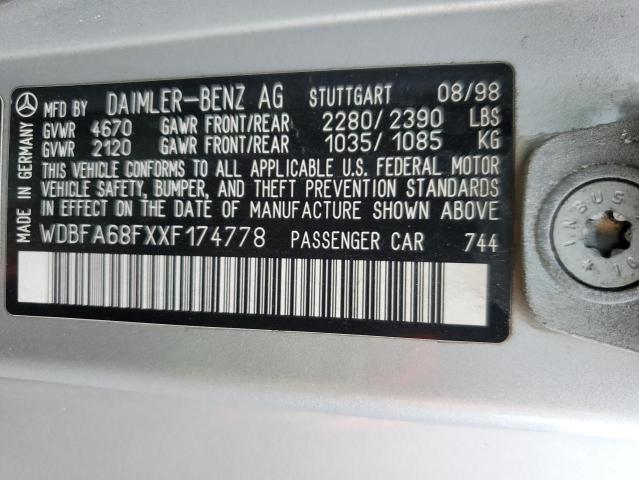 MFD BY DAIMLER-BENZ AG STUTTGART 08/98
GVWR 4670 GAWR FRONT/REAR 2280/2390 LBS
GVWR 2120 GAWR FRONT/REAR 1035/1085 KG
THIS VEHICLE CONFORMS TO ALL APPLICABLE U.S. FEDERAL MOTOR
VEHICLE SAFETY, BUMPER, AND THEFT PREVENTION STANDARDS
IN EFFECT ON THE DATE OF MANUFACTURE SHOWN ABOVE
WDBFA68FXXF174778 PASSENGER CAR 744
MADE IN GERMANY
INBUS